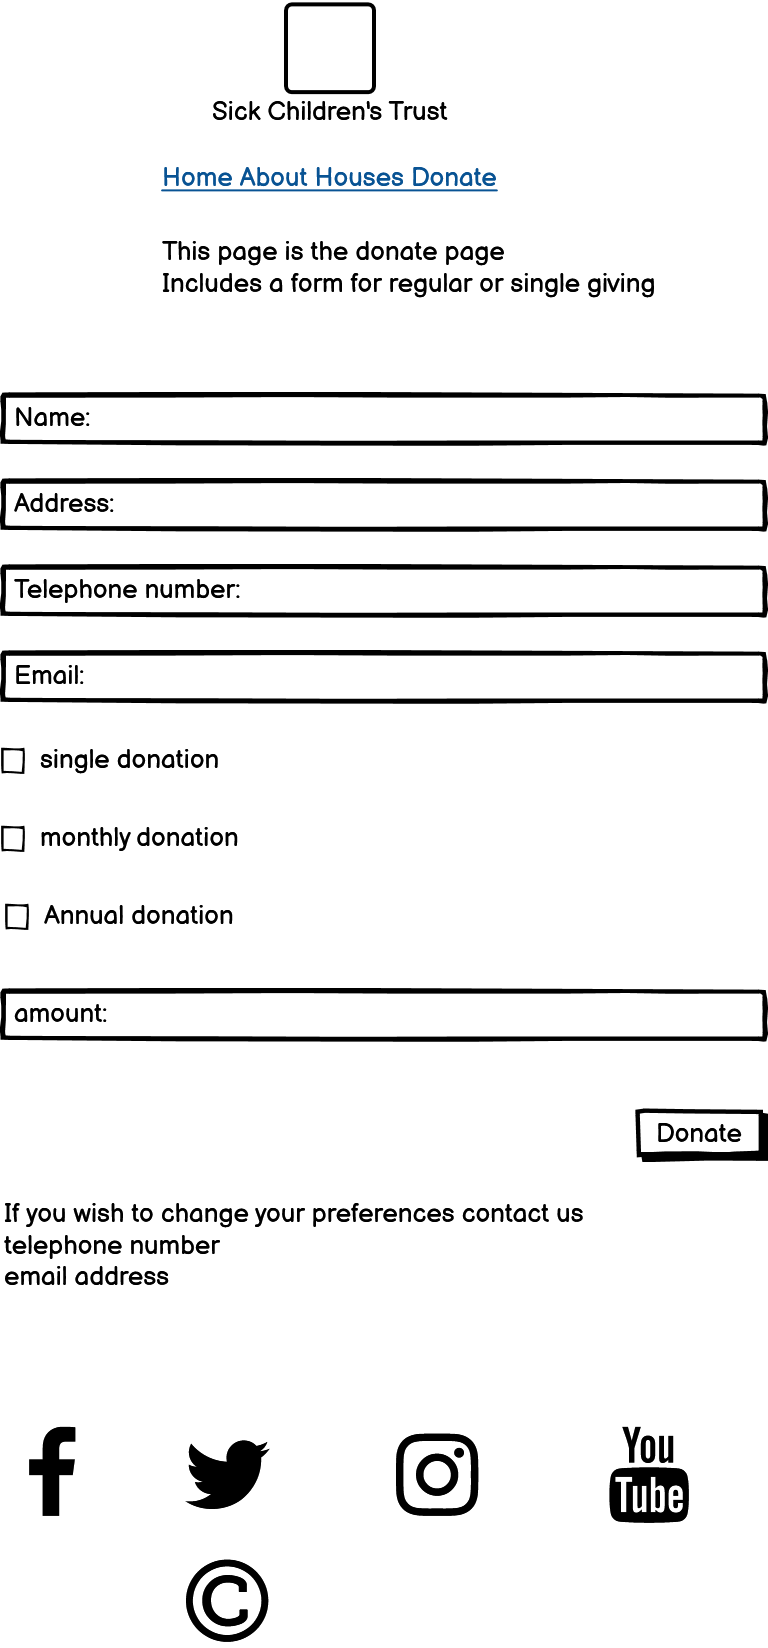 Sick Children's Trust
Home About Houses Donate
This page is the donate page
Includes a form for regular or single giving
Name:
Address:
Telephone number:
Email:
single donation
monthly donation
Annual donation
amount:
Donate
If you wish to change your preferences contact us
telephone number
email address
You
Tube
©